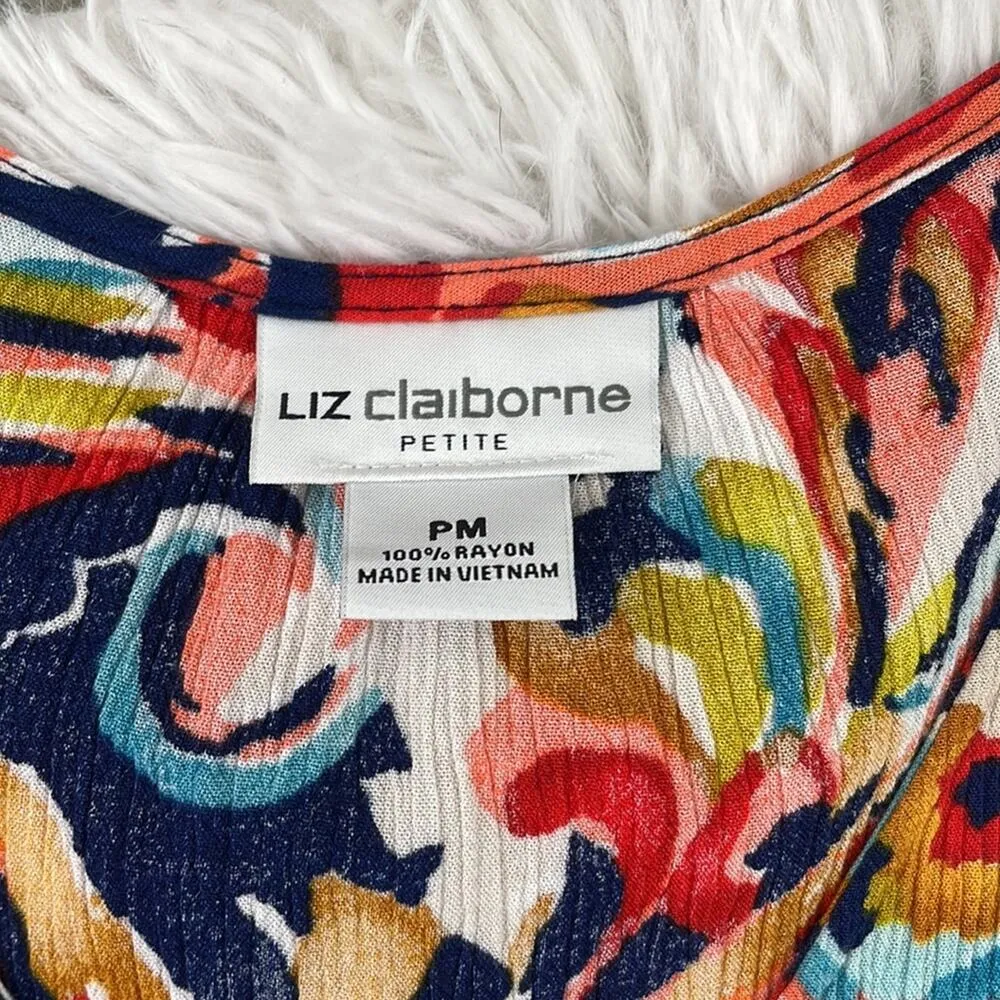 LIZ claiborne
PETITE
PM
100% RAYON
MADE IN VIETNAM